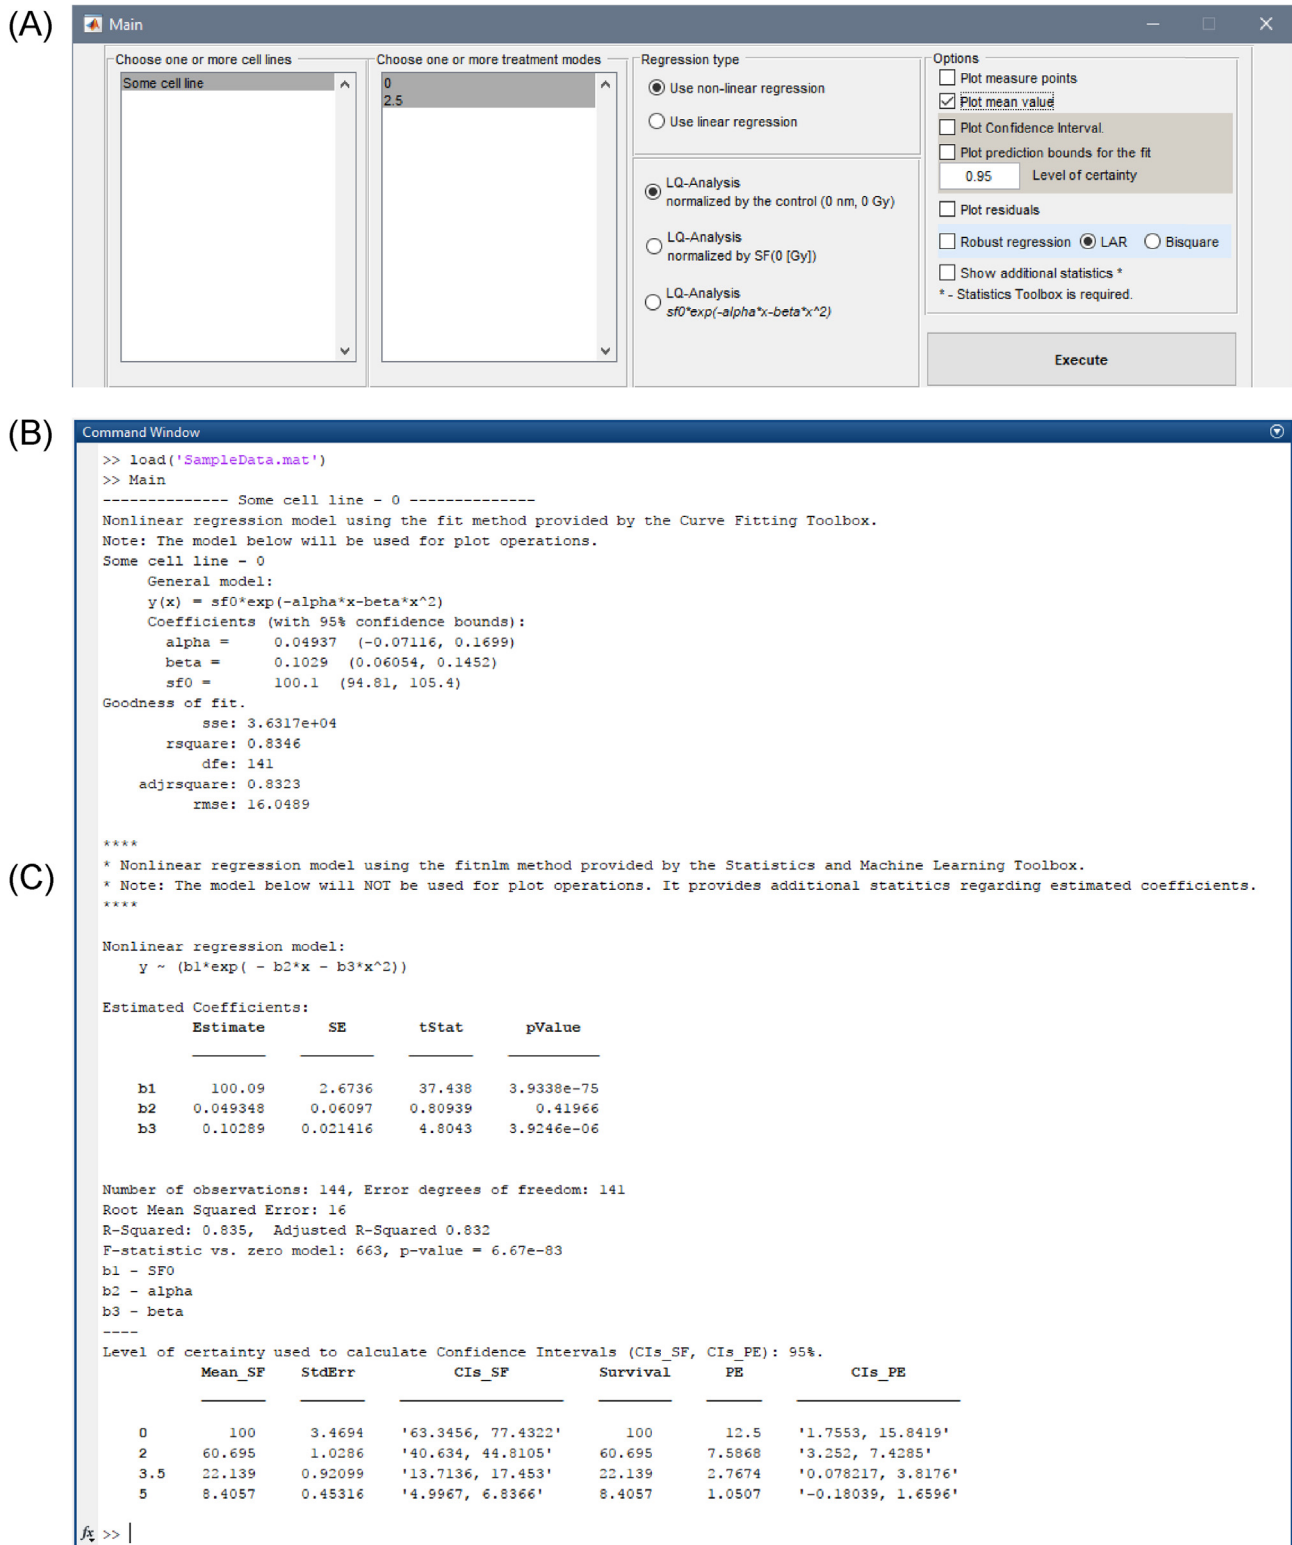 (A)
Main
Choose one or more cell lines
Some cell line
Choose one or more treatment modes
0
2.5
Regression type
Use non-linear regression
Use linear regression
LQ-Analysis
normalized by the control (0 nm, 0 Gy)
LQ-Analysis
normalized by SF(0 [Gy])
LQ-Analysis
sf0*exp(-alpha*x-beta*x^2)
Options
Plot measure points
Plot mean value
Plot Confidence Interval.
Plot prediction bounds for the fit
0.95 Level of certainty
Plot residuals
Robust regression LAR Bisquare
Show additional statistics *
* - Statistics Toolbox is required.
Execute
(B)
Command Window
>> load('SampleData.mat')
>> Main
-------------- Some cell line - 0 --------------
Nonlinear regression model using the fit method provided by the Curve Fitting Toolbox.
Note: The model below will be used for plot operations.
Some cell line - 0
General model:
y(x) = sf0*exp(-alpha*x-beta*x^2)
Coefficients (with 95% confidence bounds):
alpha = 0.04937 (-0.07116, 0.1699)
beta = 0.1029 (0.06054, 0.1452)
sf0 = 100.1 (94.81, 105.4)
Goodness of fit.
sse: 3.6317e+04
rsquare: 0.8346
dfe: 141
adjrsquare: 0.8323
rmse: 16.0489
****
(C)
* Nonlinear regression model using the fitnlm method provided by the Statistics and Machine Learning Toolbox.
* Note: The model below will NOT be used for plot operations. It provides additional statitics regarding estimated coefficients.
****
Nonlinear regression model:
y ~ (b1*exp( - b2*x - b3*x^2))
Estimated Coefficients:
Estimate SE tStat pValue
b1 100.09 2.6736 37.438 3.9338e-75
b2 0.049348 0.06097 0.80939 0.41966
b3 0.10289 0.021416 4.8043 3.9246e-06
Number of observations: 144, Error degrees of freedom: 141
Root Mean Squared Error: 16
R-Squared: 0.835, Adjusted R-Squared 0.832
F-statistic vs. zero model: 663, p-value = 6.67e-83
b1 - SF0
b2 - alpha
b3 - beta
----
Level of certainty used to calculate Confidence Intervals (CIs_SF, CIs_PE): 95%.
Mean_SF StdErr CIs_SF Survival PE CIs_PE
0 100 3.4694 '63.3456, 77.4322' 100 12.5 '1.7553, 15.8419'
2 60.695 1.0286 '40.634, 44.8105' 60.695 7.5868 '3.252, 7.4285'
3.5 22.139 0.92099 '13.7136, 17.453' 22.139 2.7674 '0.078217, 3.8176'
5 8.4057 0.45316 '4.9967, 6.8366' 8.4057 1.0507 '-0.18039, 1.6596'
fx >>